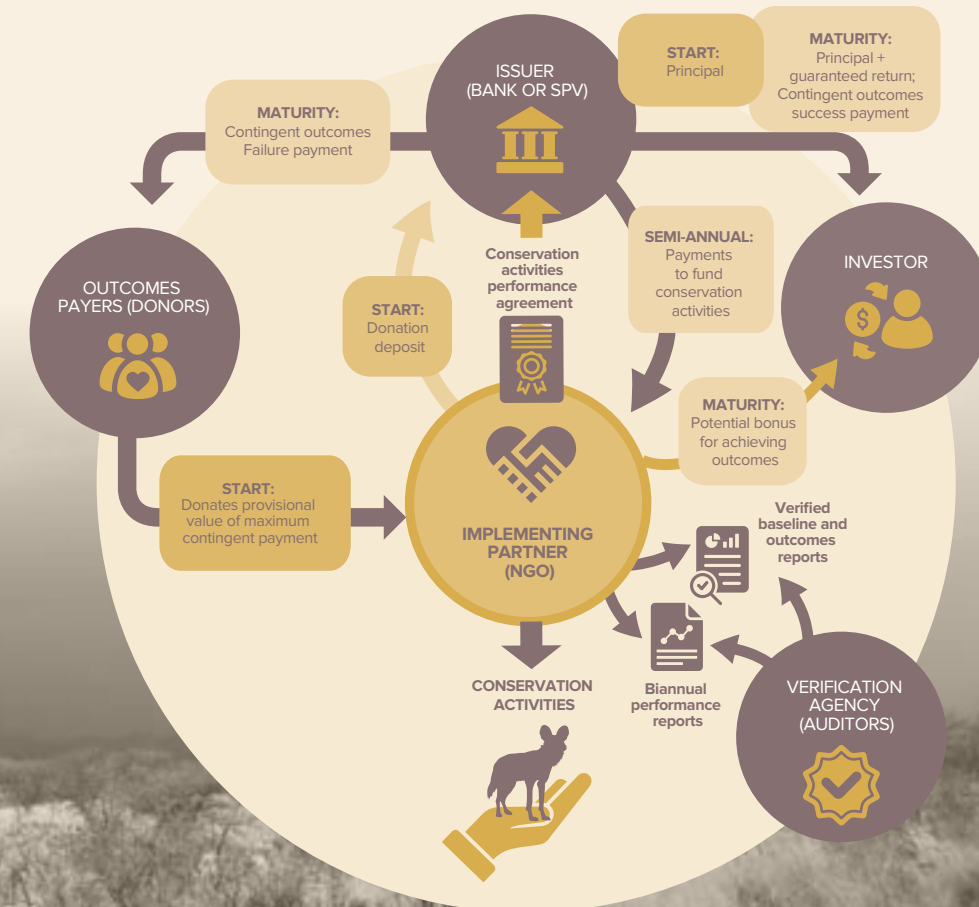 ISSUER
(BANK OR SPV)
START:
Principal
MATURITY:
Principal +
guaranteed return;
Contingent outcomes
success payment
MATURITY:
Contingent outcomes
Failure payment
SEMI-ANNUAL:
Payments
to fund
conservation
activities
INVESTOR
Conservation
activities
performance
agreement
OUTCOMES
PAYERS (DONORS)
START:
Donation
deposit
$
MATURITY:
Potential bonus
for achieving
outcomes
START:
Donates provisional
value of maximum
contingent payment
IMPLEMENTING
PARTNER
(NGO)
Verified
baseline and
outcomes
reports
CONSERVATION
ACTIVITIES
Biannual
performance
reports
VERIFICATION
AGENCY
(AUDITORS)